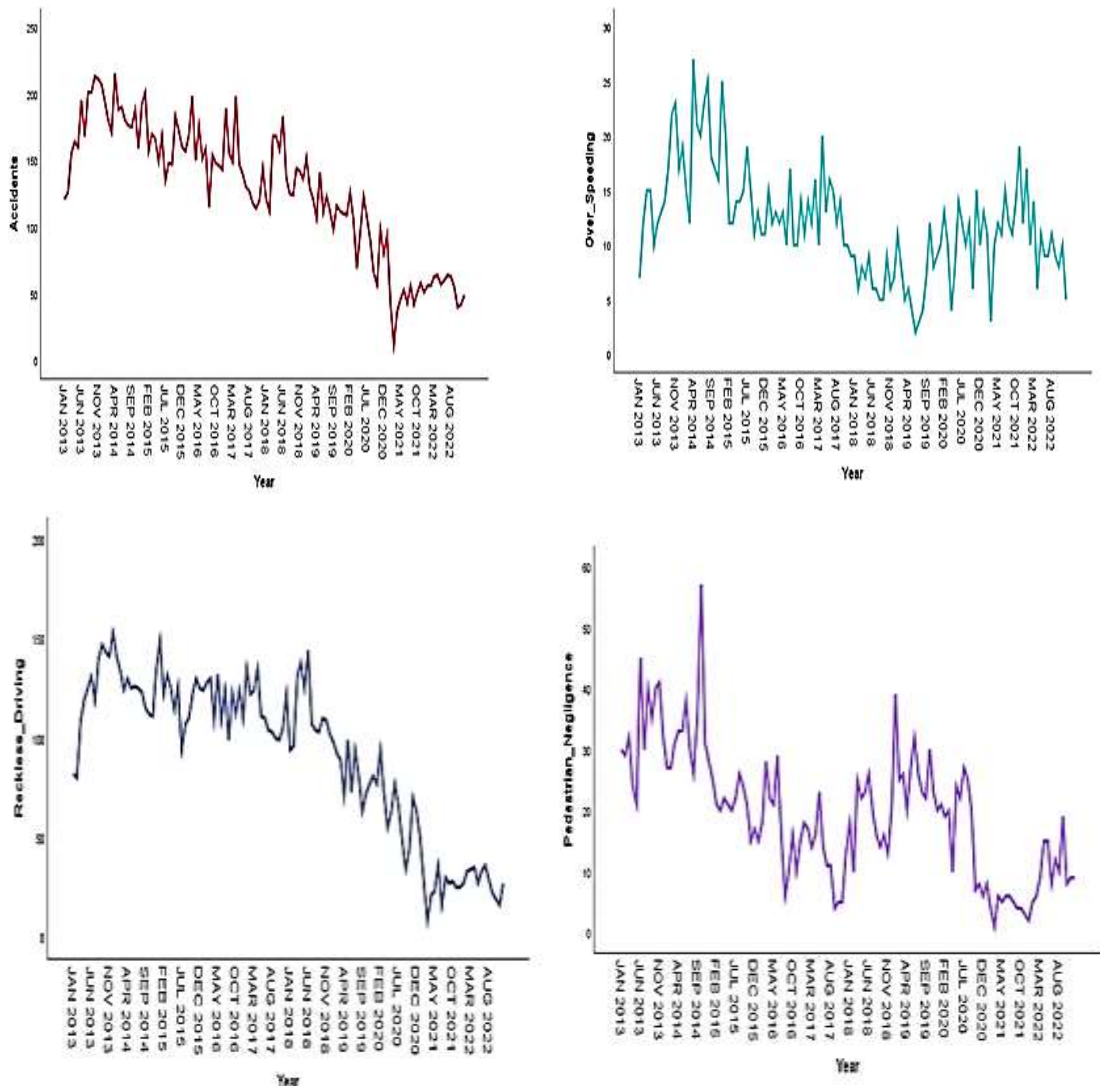 Accidents
250
200
150
100
50
0
JAN 2013
JUN 2013
NOV 2013
APR 2014
SEP 2014
FEB 2015
JUL 2015
DEC 2015
MAY 2016
OCT 2016
MAR 2017
AUG 2017
JAN 2018
JUN 2018
NOV 2018
APR 2019
SEP 2019
FEB 2020
JUL 2020
DEC 2020
MAY 2021
OCT 2021
MAR 2022
AUG 2022
Year
Over_Speeding
30
25
20
15
10
5
0
JAN 2013
JUN 2013
NOV 2013
APR 2014
SEP 2014
FEB 2015
JUL 2015
DEC 2015
MAY 2016
OCT 2016
MAR 2017
AUG 2017
JAN 2018
JUN 2018
NOV 2018
APR 2019
SEP 2019
FEB 2020
JUL 2020
DEC 2020
MAY 2021
OCT 2021
MAR 2022
AUG 2022
Year
Reckless_Driving
200
150
100
50
0
JAN 2013
JUN 2013
NOV 2013
APR 2014
SEP 2014
FEB 2015
JUL 2015
DEC 2015
MAY 2016
OCT 2016
MAR 2017
AUG 2017
JAN 2018
JUN 2018
NOV 2018
APR 2019
SEP 2019
FEB 2020
JUL 2020
DEC 2020
MAY 2021
OCT 2021
MAR 2022
AUG 2022
Year
Pedestrian_Negligence
60
50
40
30
20
10
0
JAN 2013
JUN 2013
NOV 2013
APR 2014
SEP 2014
FEB 2015
JUL 2015
DEC 2015
MAY 2016
OCT 2016
MAR 2017
AUG 2017
JAN 2018
JUN 2018
NOV 2018
APR 2019
SEP 2019
FEB 2020
JUL 2020
DEC 2020
MAY 2021
OCT 2021
MAR 2022
AUG 2022
Year